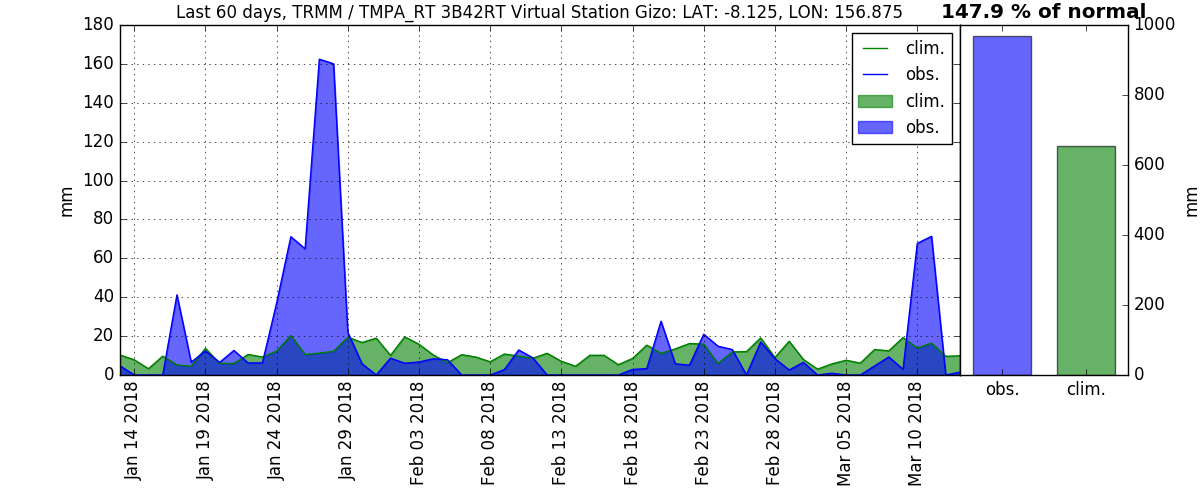 Last 60 days, TRMM / TMPA_RT 3B42RT Virtual Station Gizo: LAT: -8.125, LON: 156.875
147.9 % of normal
180
160
140
120
100
80
60
40
20
0
mm
clim.
obs.
clim.
obs.
Jan 14 2018
Jan 19 2018
Jan 24 2018
Jan 29 2018
Feb 03 2018
Feb 08 2018
Feb 13 2018
Feb 18 2018
Feb 23 2018
Feb 28 2018
Mar 05 2018
Mar 10 2018
1000
800
600
400
200
0
mm
obs.
clim.